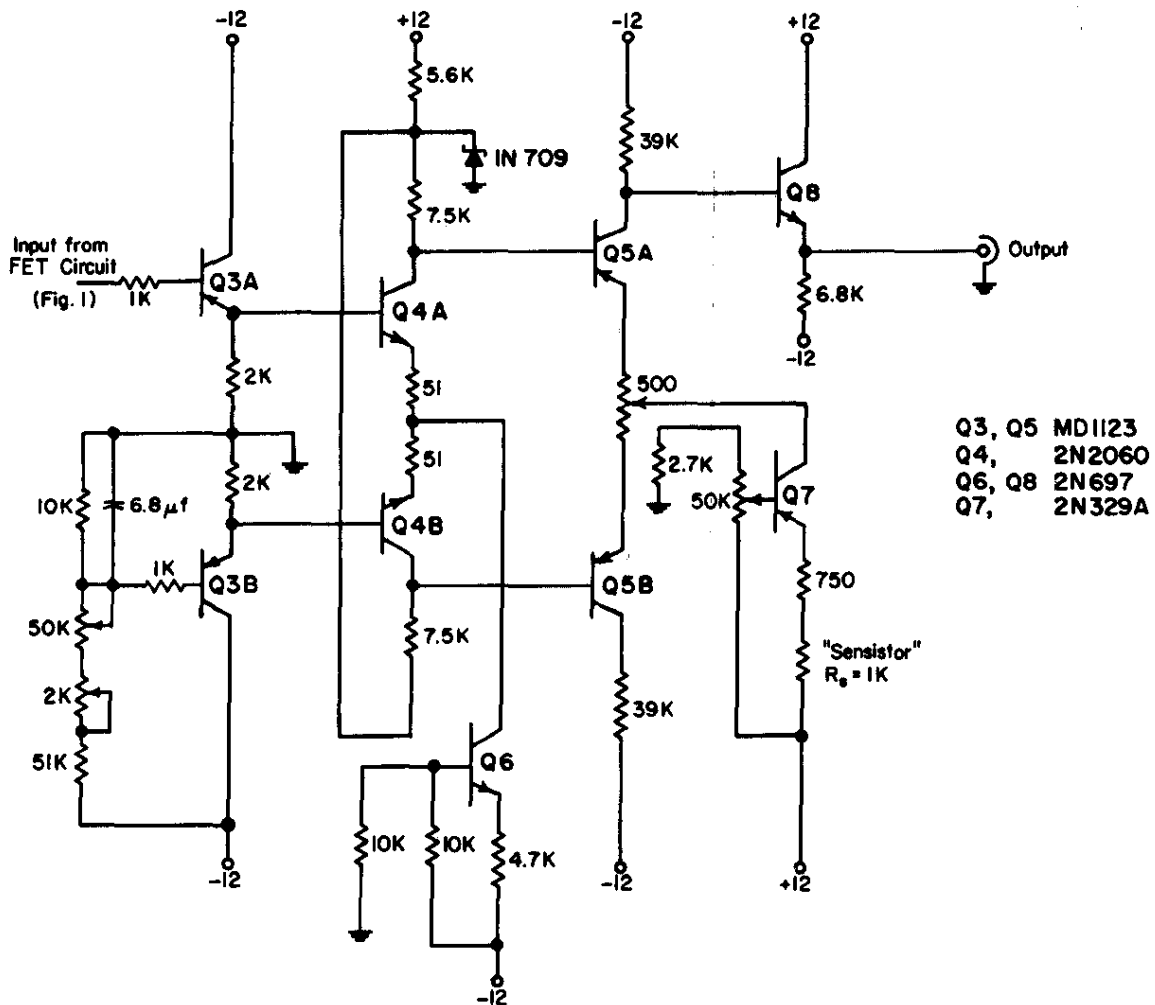 -12
+12
-12
+12
5.6K
IN 709
39K
7.5K
Q8
Input from
FET Circuit
(Fig. 1)
1K
Q3A
Q5A
Output
Q4A
6.8K
-12
2K
51
500
2K
51
10K
6.8μf
2.7K
50K
Q7
Q3, Q5 MD1123
Q4, 2N2060
Q6, Q8 2N697
Q7, 2N329A
Q4B
1K
Q3B
Q5B
750
50K
7.5K
"Sensistor"
Rs = 1K
2K
39K
51K
Q6
10K
10K
4.7K
-12
-12
+12
-12